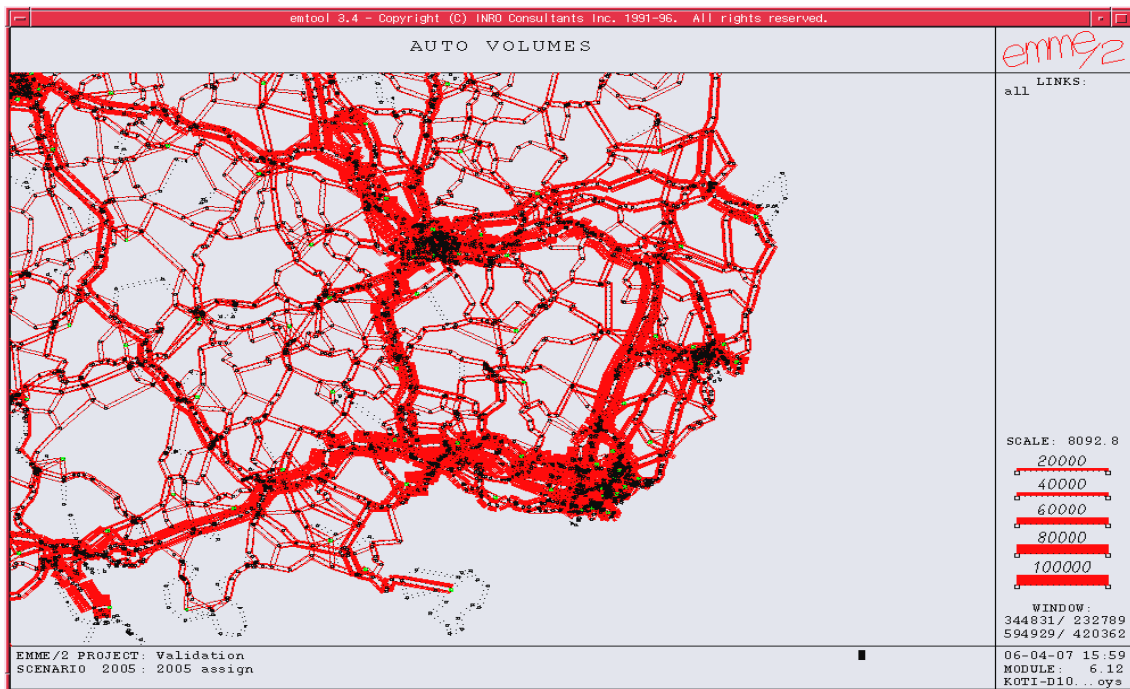 emtool 3.4 - Copyright (C) INRO Consultants Inc. 1991-96. All rights reserved.
AUTO VOLUMES
emme/2
LINKS:
all
SCALE: 8092.8
20000
40000
60000
80000
100000
WINDOW:
344831/ 232789
594929/ 420362
EMME/2 PROJECT: Validation
SCENARIO 2005: 2005 assign
06-04-07 15:59
MODULE: 6.12
KOTI-D10...oys